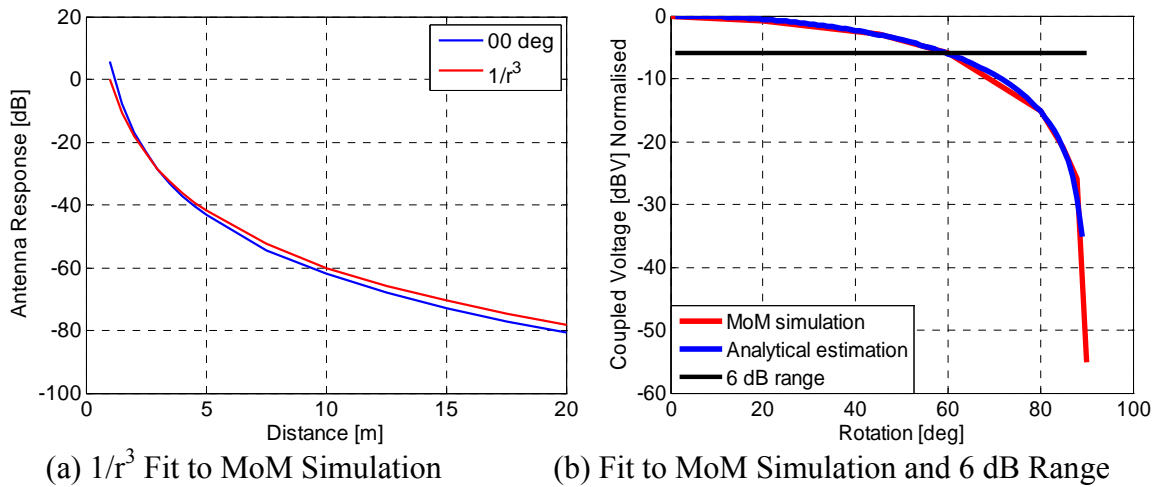 20
0
-20
-40
-60
-80
-100
0
5
10
15
20
Antenna Response [dB]
Distance [m]
00 deg
1/r³
0
-10
-20
-30
-40
-50
-60
0
20
40
60
80
100
Coupled Voltage [dBV] Normalised
Rotation [deg]
MoM simulation
Analytical estimation
6 dB range
(a) 1/r³ Fit to MoM Simulation
(b) Fit to MoM Simulation and 6 dB Range